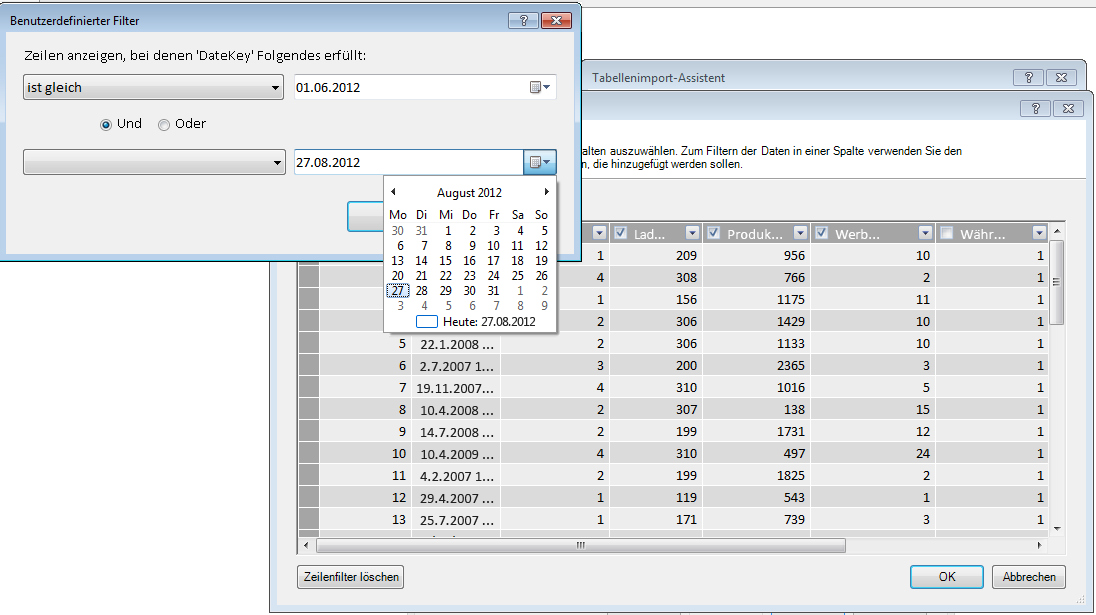 Benutzerdefinierter Filter
?
Zeilen anzeigen, bei denen 'DateKey' Folgendes erfüllt:
ist gleich 01.06.2012
Und Oder
27.08.2012
August 2012
Mo Di Mi Do Fr Sa So
30 31 1 2 3 4 5
6 7 8 9 10 11 12
13 14 15 16 17 18 19
20 21 22 23 24 25 26
27 28 29 30 31 1 2
3 4 5 6 7 8 9
Heute: 27.08.2012
Tabellenimport-Assistent
?
?
alten auszuwählen. Zum Filtern der Daten in einer Spalte verwenden Sie den
n, die hinzugefügt werden sollen.
Lad... Produk... Werb... Währ...
1 209 956 10 1
4 308 766 2 1
1 156 1175 11 1
2 306 1429 10 1
5 22.1.2008 ... 2 306 1133 10 1
6 2.7.2007 1... 3 200 2365 3 1
7 19.11.2007... 4 310 1016 5 1
8 10.4.2008 ... 2 307 138 15 1
9 14.7.2008 ... 2 199 1731 12 1
10 10.4.2009 ... 4 310 497 24 1
11 4.2.2007 1... 2 199 1825 2 1
12 29.4.2007 ... 1 119 543 1 1
13 25.7.2007 ... 1 171 739 3 1
Zeilenfilter löschen OK Abbrechen